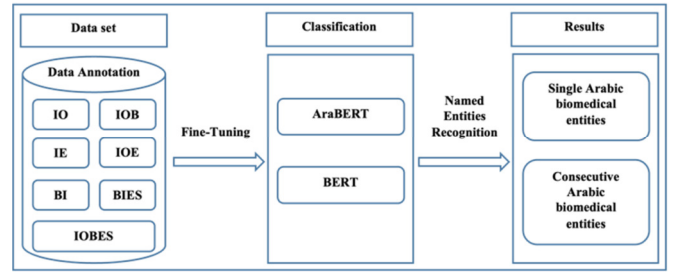 Data set
Data Annotation
IO
IOB
IE
IOE
BI
BIES
IOBES
Fine-Tuning
Classification
AraBERT
BERT
Named
Entities
Recognition
Results
Single Arabic
biomedical
entities
Consecutive
Arabic
biomedical
entities